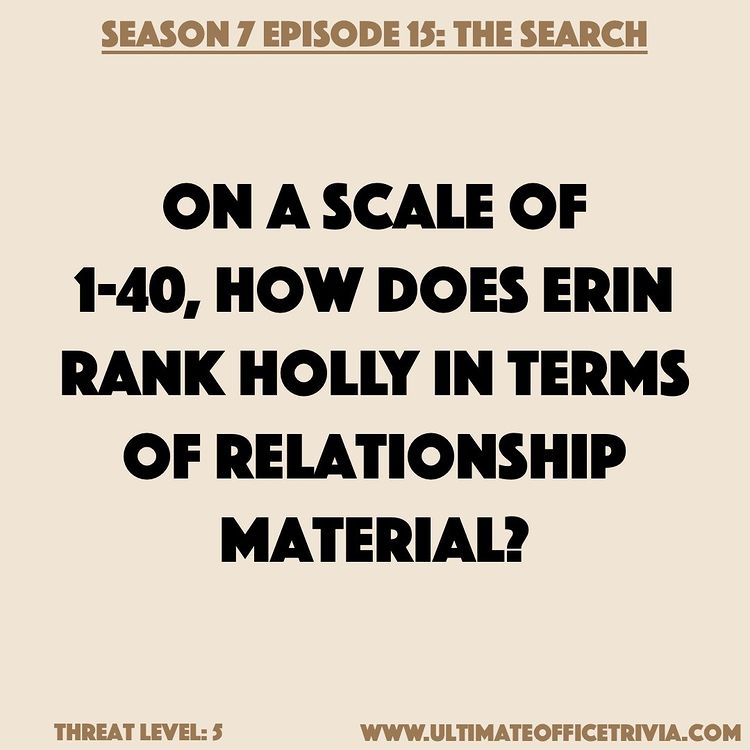 SEASON 7 EPISODE 15: THE SEARCH
ON A SCALE OF
1-40, HOW DOES ERIN
RANK HOLLY IN TERMS
OF RELATIONSHIP
MATERIAL?
THREAT LEVEL: 5
WWW.ULTIMATEOFFICETRIVIA.COM